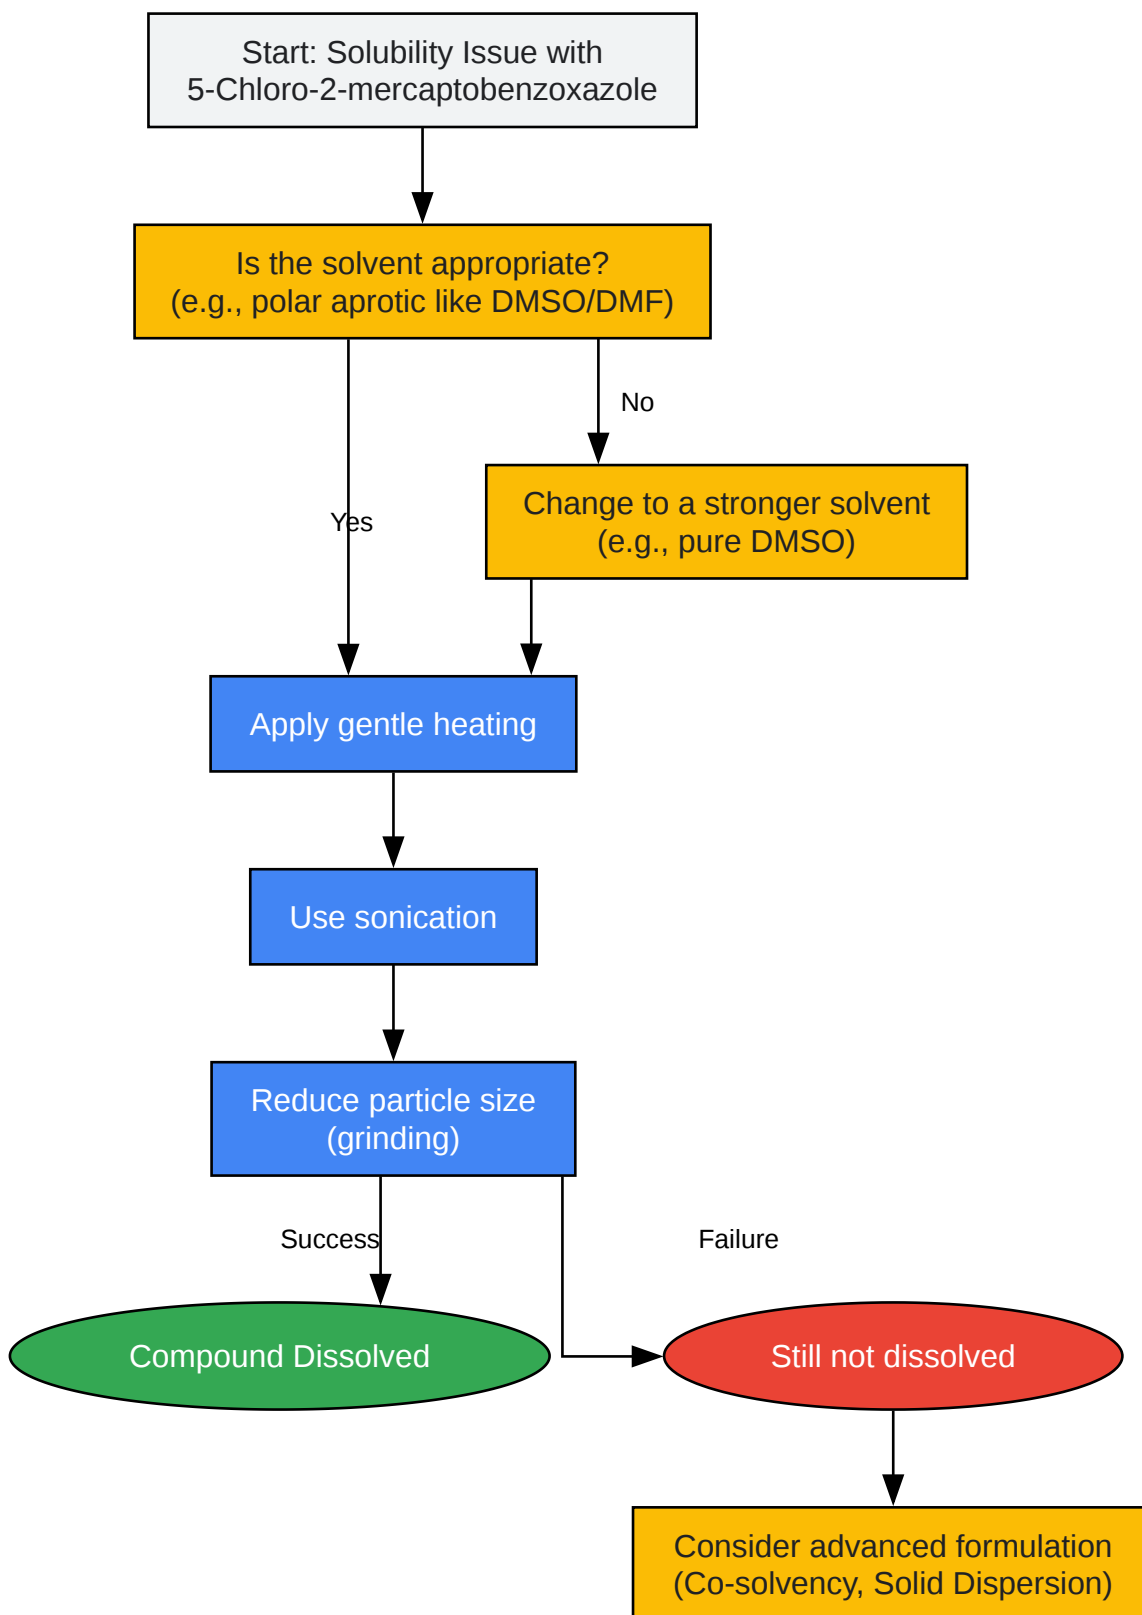 Start: Solubility Issue with
5-Chloro-2-mercaptobenzoxazole
Is the solvent appropriate?
(e.g., polar aprotic like DMSO/DMF)
No
Change to a stronger solvent
(e.g., pure DMSO)
Yes
Apply gentle heating
Use sonication
Reduce particle size
(grinding)
Success
Failure
Compound Dissolved
Still not dissolved
Consider advanced formulation
(Co-solvency, Solid Dispersion)